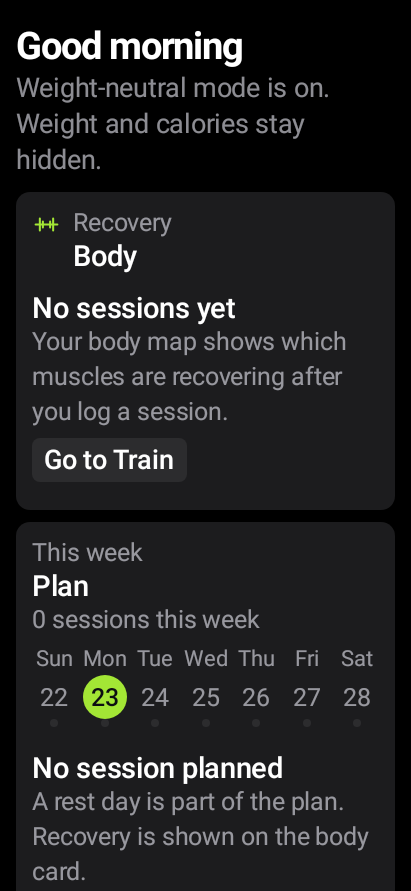 Good morning
Weight-neutral mode is on.
Weight and calories stay
hidden.
Recovery
Body
No sessions yet
Your body map shows which
muscles are recovering after
you log a session.
Go to Train
This week
Plan
0 sessions this week
Sun Mon Tue Wed Thu Fri Sat
22 23 24 25 26 27 28
No session planned
A rest day is part of the plan.
Recovery is shown on the body
card.